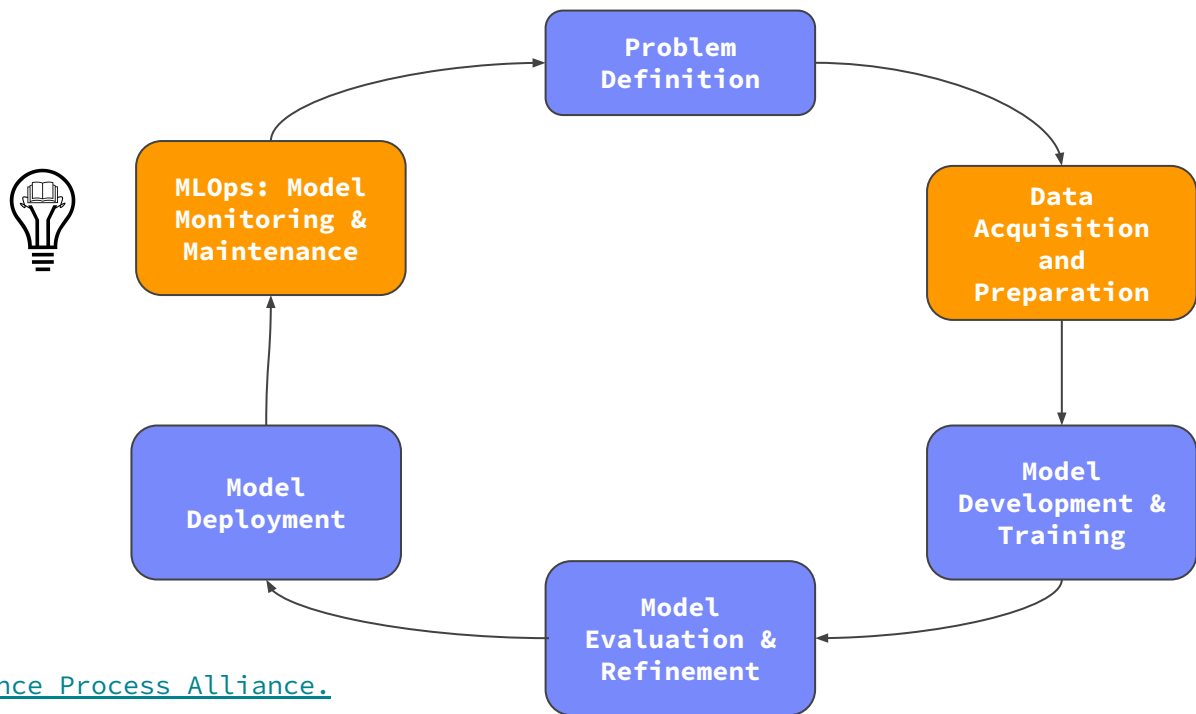 Problem
Definition
MLOps: Model
Monitoring &
Maintenance
Data
Acquisition
and
Preparation
Model
Deployment
Model
Development &
Training
Model
Evaluation &
Refinement
Process Alliance.